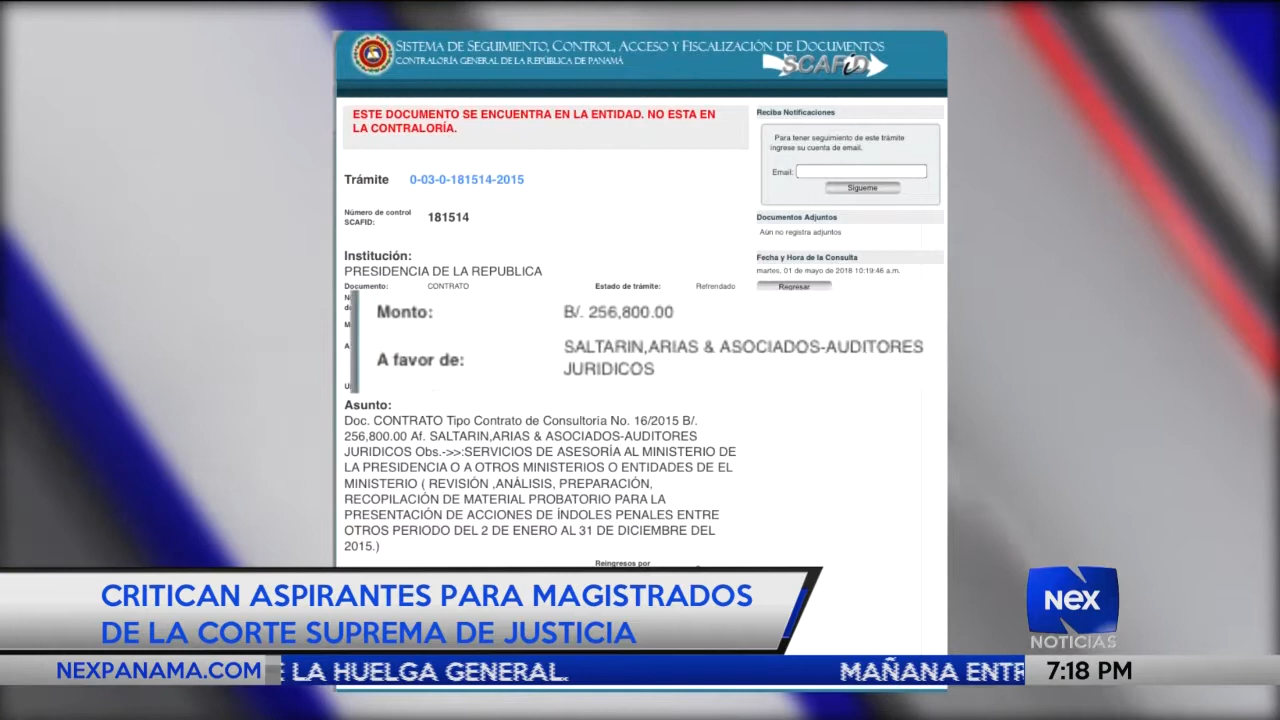 SISTEMA DE SEGUIMIENTO, CONTROL, ACCESO Y FISCALIZACIÓN DE DOCUMENTOS
CONTRALORÍA GENERAL DE LA REPÚBLICA DE PANAMÁ
SCAFiD
ESTE DOCUMENTO SE ENCUENTRA EN LA ENTIDAD. NO ESTA EN
LA CONTRALORÍA.
Trámite 0-03-0-181514-2015
Número de control
SCAFID: 181514
Institución:
PRESIDENCIA DE LA REPUBLICA
Documento: CONTRATO Estado de trámite: Refrendado
Monto: B/. 256,800.00
A favor de: SALTARIN,ARIAS & ASOCIADOS-AUDITORES
JURIDICOS
Asunto:
Doc. CONTRATO Tipo Contrato de Consultoría No. 16/2015 B/.
256,800.00 Af. SALTARIN,ARIAS & ASOCIADOS-AUDITORES
JURIDICOS Obs.->>:SERVICIOS DE ASESORÍA AL MINISTERIO DE
LA PRESIDENCIA O A OTROS MINISTERIOS O ENTIDADES DE EL
MINISTERIO ( REVISIÓN ,ANÁLISIS, PREPARACIÓN,
RECOPILACIÓN DE MATERIAL PROBATORIO PARA LA
PRESENTACIÓN DE ACCIONES DE ÍNDOLES PENALES ENTRE
OTROS PERIODO DEL 2 DE ENERO AL 31 DE DICIEMBRE DEL
2015.)
Reingresos por
Reciba Notificaciones
Para tener seguimiento de este trámite
ingrese su cuenta de email.
Email:
Sigueme
Documentos Adjuntos
Aún no registra adjuntos
Fecha y Hora de la Consulta
martes, 01 de mayo de 2018 10:19:46 a.m.
Regresar
CRITICAN ASPIRANTES PARA MAGISTRADOS
DE LA CORTE SUPREMA DE JUSTICIA
NEX
NOTICIAS
NEXPANAMA.COM E LA HUELGA GENERAL. MAÑANA ENTR 7:18 PM